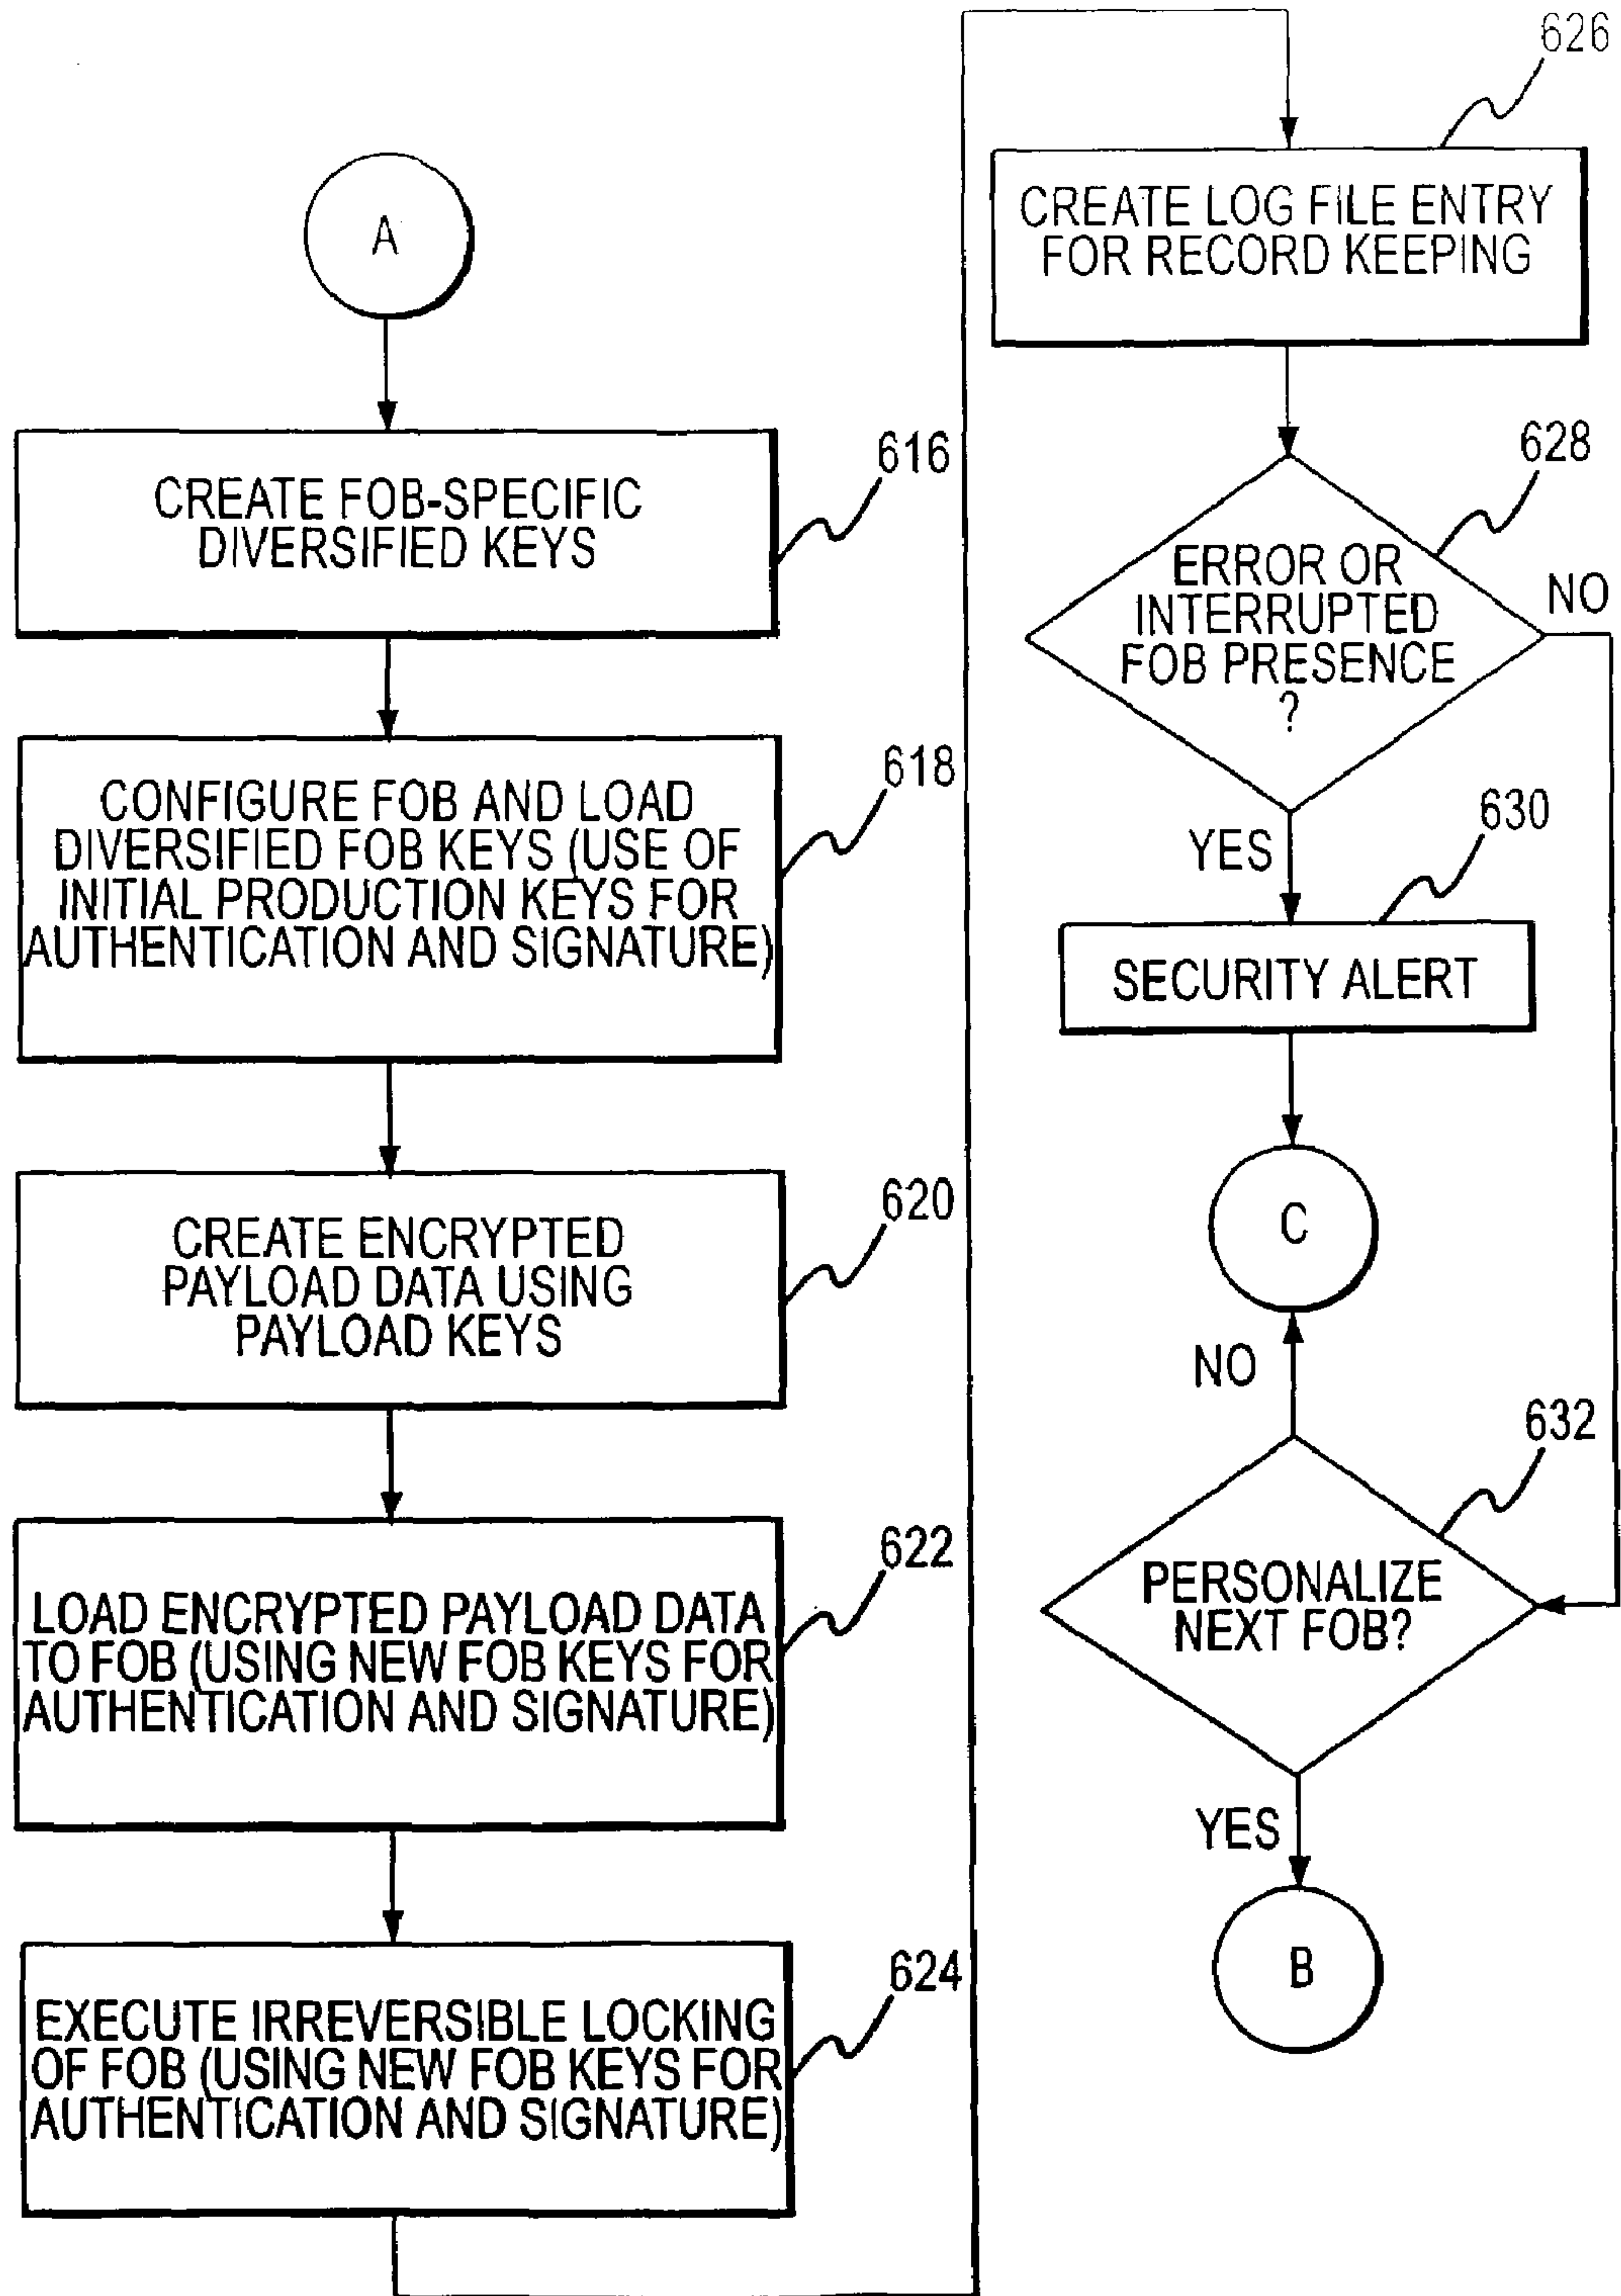 A
CREATE FOB-SPECIFIC
DIVERSIFIED KEYS
616
CONFIGURE FOB AND LOAD
DIVERSIFIED FOB KEYS (USE OF
INITIAL PRODUCTION KEYS FOR
AUTHENTICATION AND SIGNATURE)
618
CREATE ENCRYPTED
PAYLOAD DATA USING
PAYLOAD KEYS
620
LOAD ENCRYPTED PAYLOAD DATA
TO FOB (USING NEW FOB KEYS FOR
AUTHENTICATION AND SIGNATURE)
622
EXECUTE IRREVERSIBLE LOCKING
OF FOB (USING NEW FOB KEYS FOR
AUTHENTICATION AND SIGNATURE)
624
626
CREATE LOG FILE ENTRY
FOR RECORD KEEPING
628
ERROR OR
INTERRUPTED
FOB PRESENCE
?
NO
YES
630
SECURITY ALERT
C
NO
632
PERSONALIZE
NEXT FOB?
YES
B